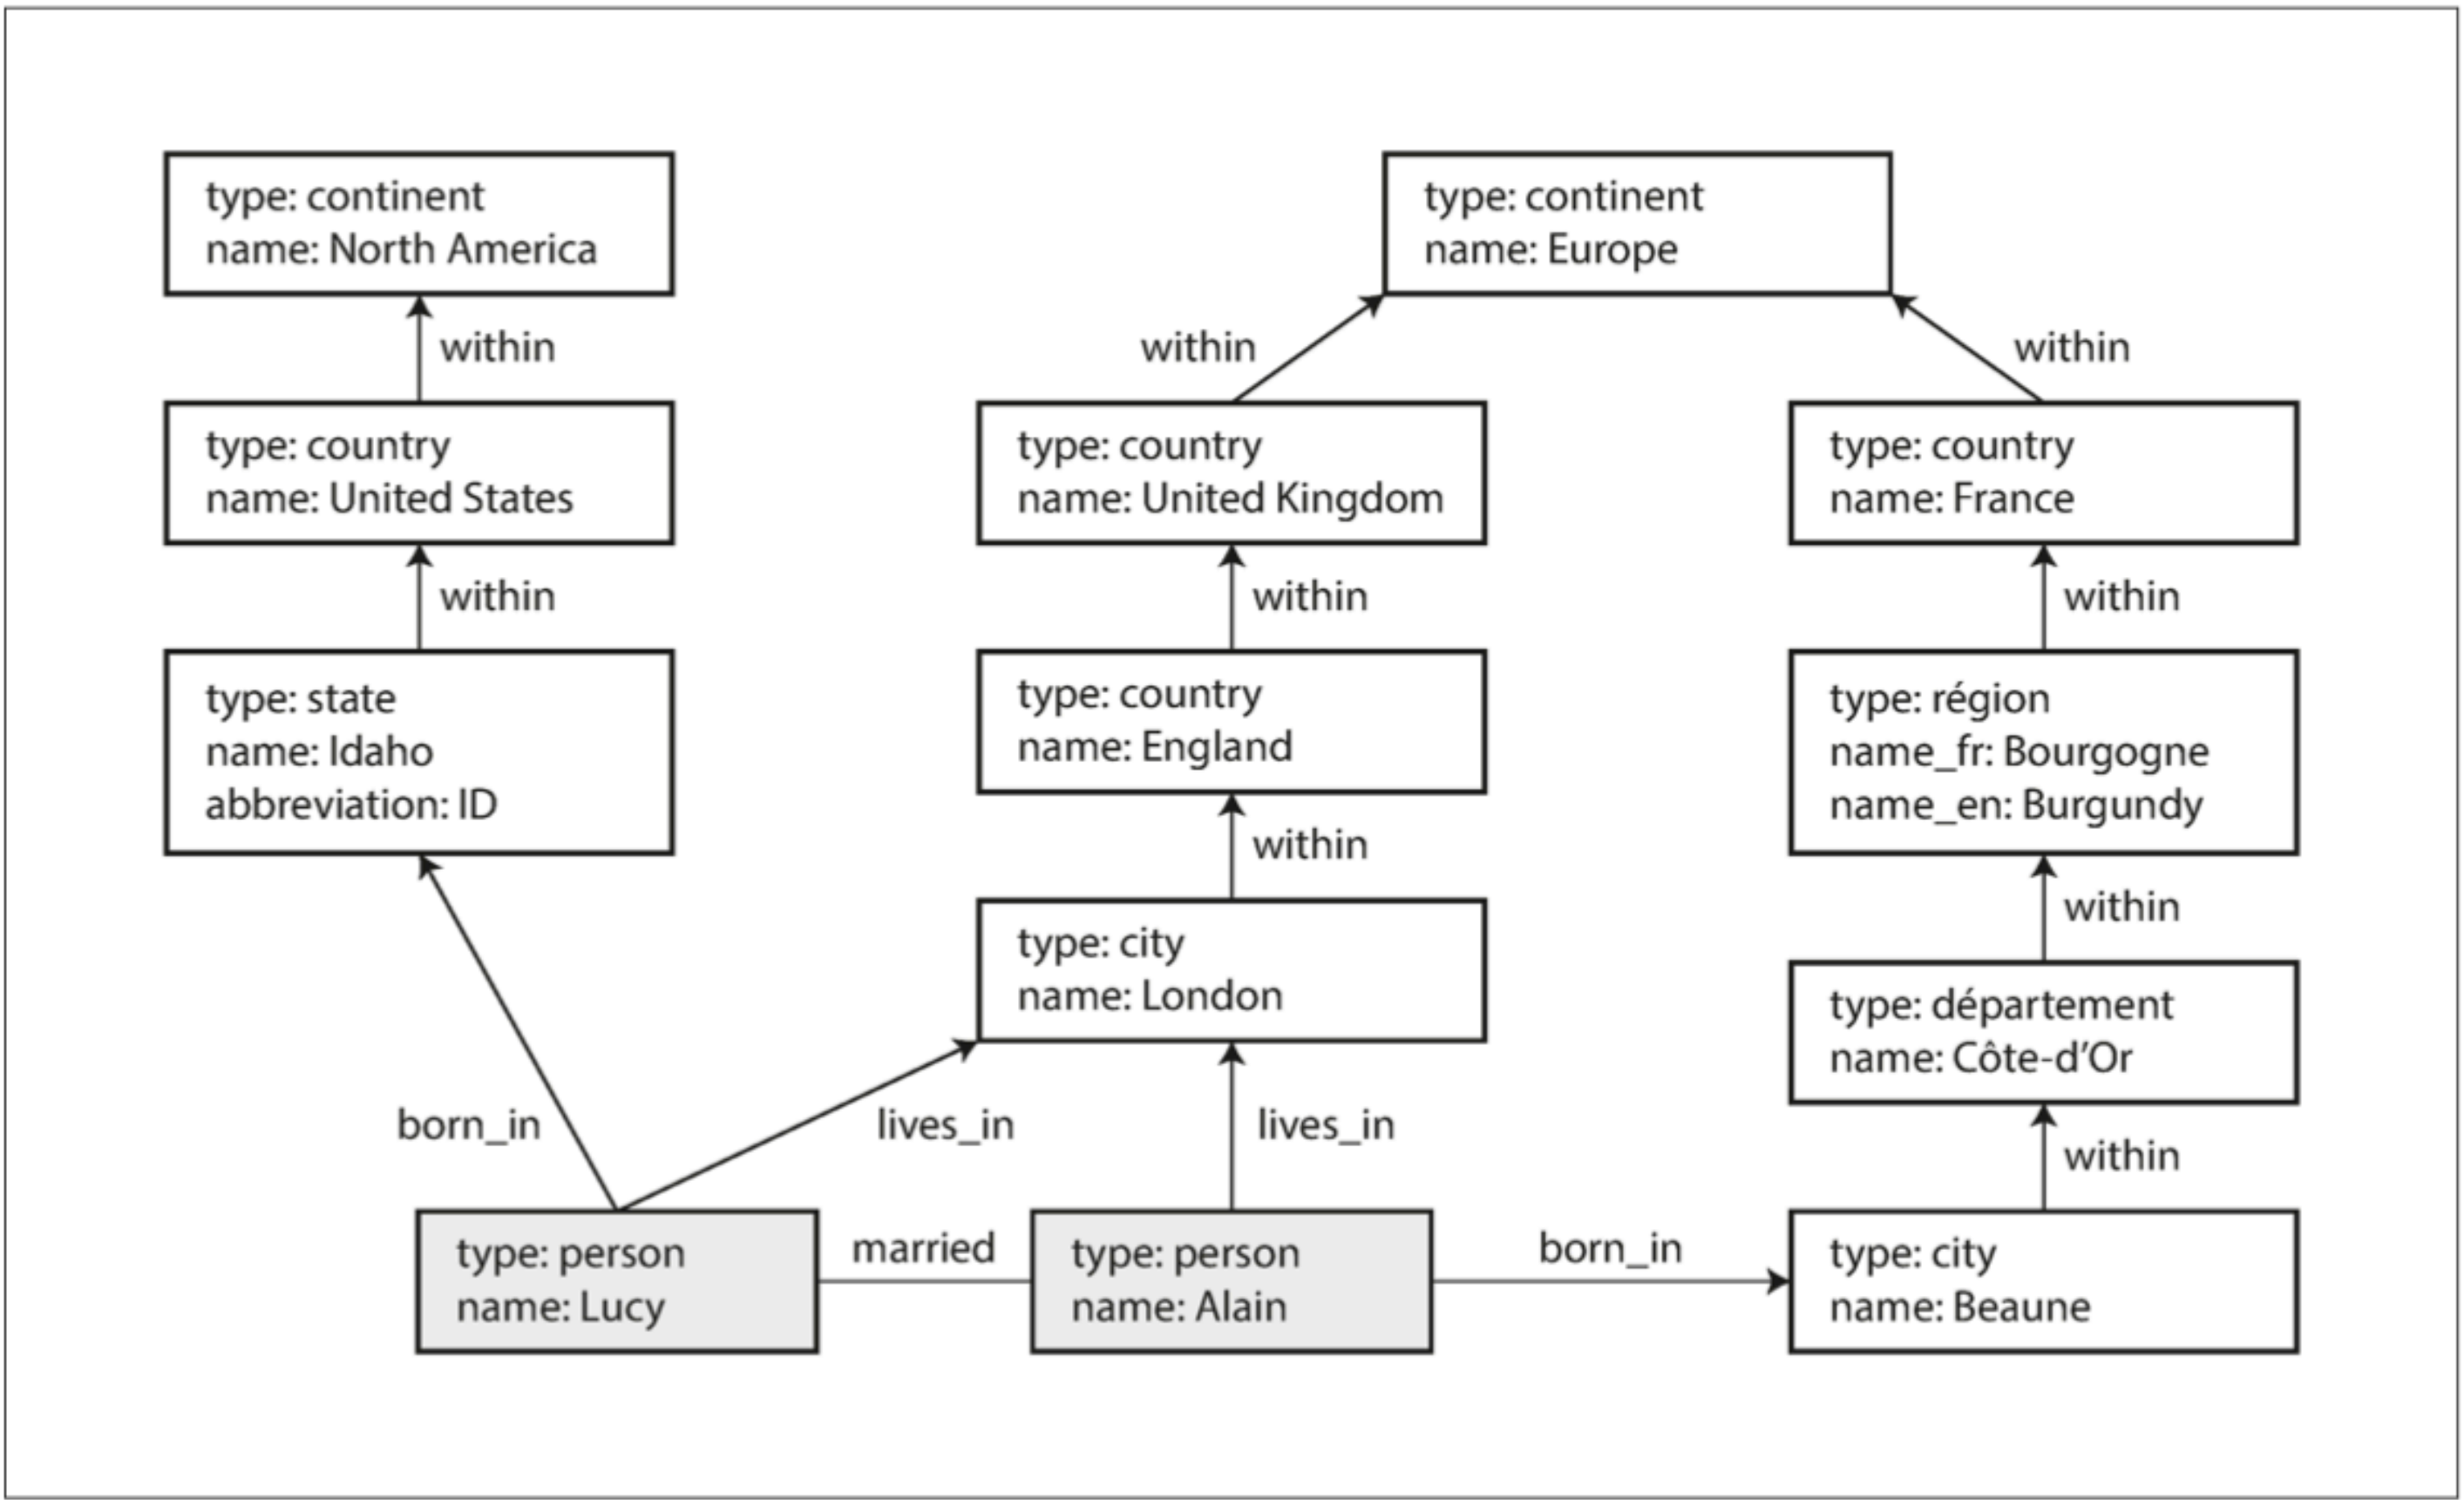 type: continent
name: North America
type: continent
name: Europe
within
within
within
type: country
name: United States
type: country
name: United Kingdom
type: country
name: France
within
within
within
type: state
name: Idaho
abbreviation: ID
type: country
name: England
type: région
name_fr: Bourgogne
name_en: Burgundy
within
within
type: city
name: London
type: département
name: Côte-d’Or
born_in
lives_in
lives_in
within
type: person
name: Lucy
married
type: person
name: Alain
born_in
type: city
name: Beaune